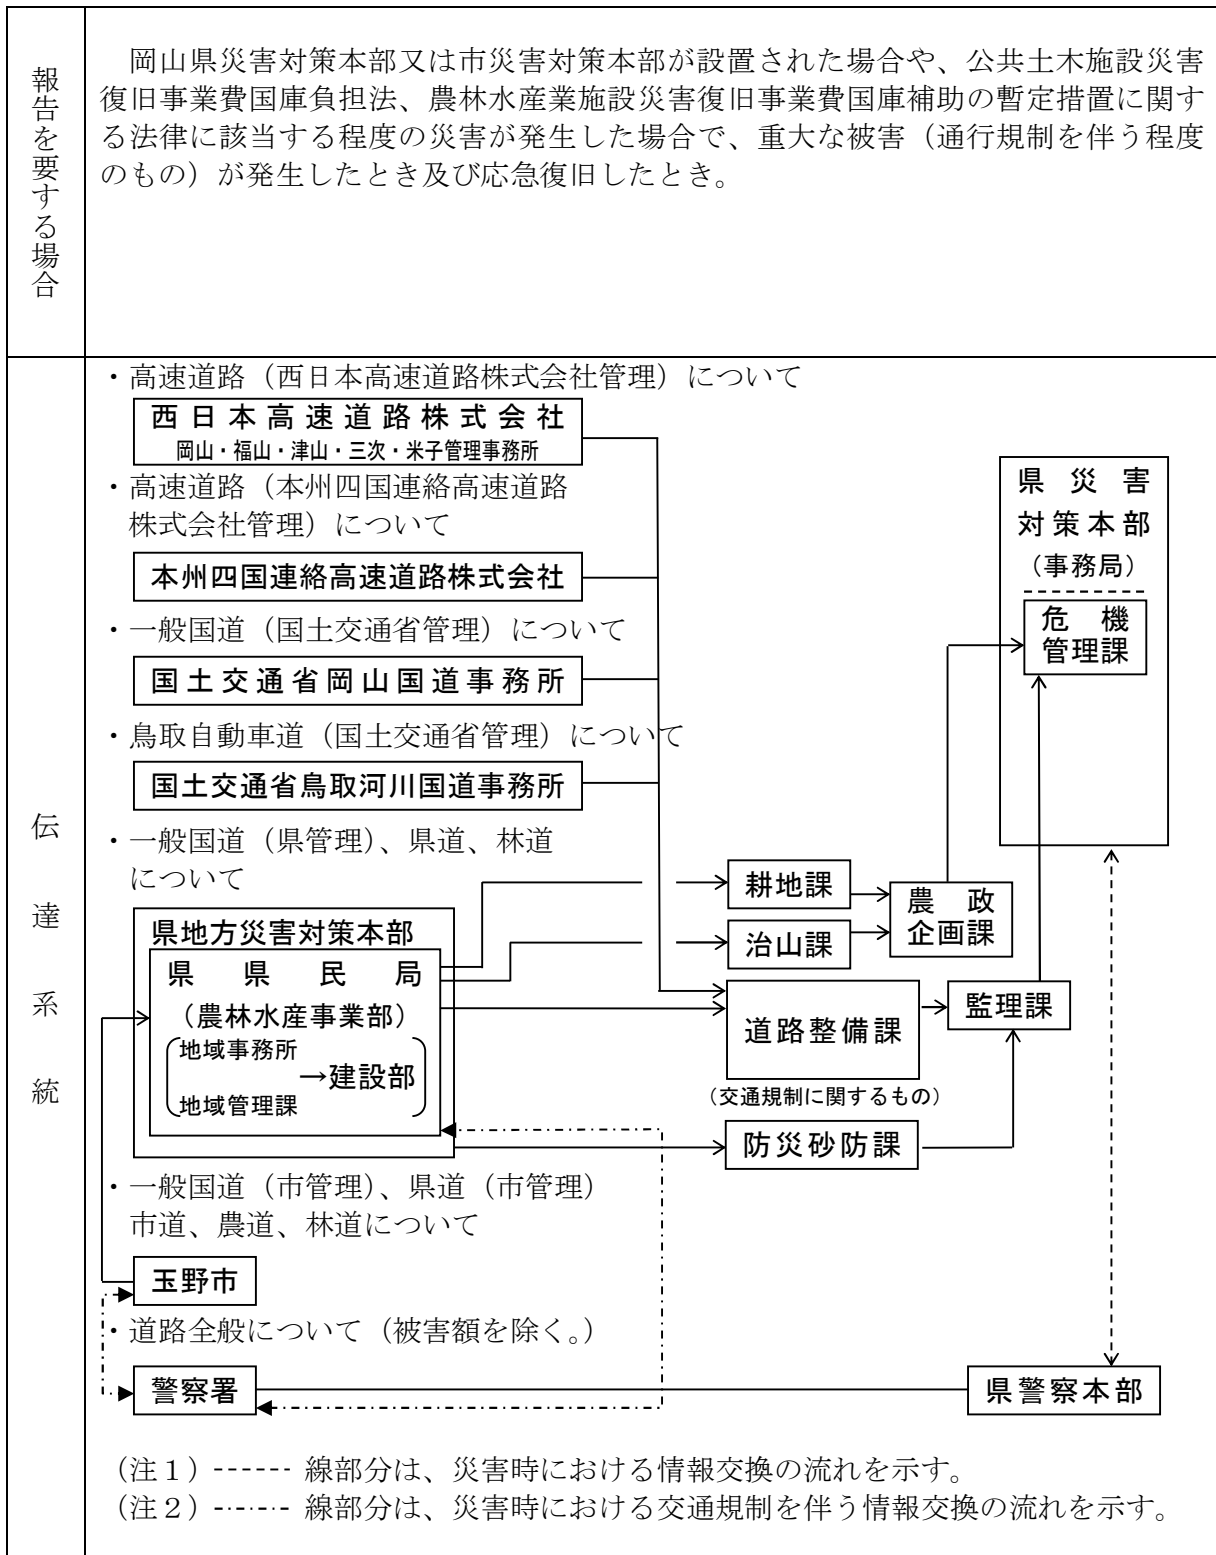 報告を要する場合
岡山県災害対策本部又は市災害対策本部が設置された場合や、公共土木施設災害
復旧事業費国庫負担法、農林水産業施設災害復旧事業費国庫補助の暫定措置に関す
る法律に該当する程度の災害が発生した場合で、重大な被害（通行規制を伴う程度
のもの）が発生したとき及び応急復旧したとき。
伝達系統
・高速道路（西日本高速道路株式会社管理）について
西日本高速道路株式会社
岡山・福山・津山・三次・米子管理事務所
・高速道路（本州四国連絡高速道路
株式会社管理）について
本州四国連絡高速道路株式会社
・一般国道（国土交通省管理）について
国土交通省岡山国道事務所
・鳥取自動車道（国土交通省管理）について
国土交通省鳥取河川国道事務所
・一般国道（県管理）、県道、林道
について
県地方災害対策本部
県県民局
（農林水産事業部）
地域事務所
→建設部
地域管理課
・一般国道（市管理）、県道（市管理）
市道、農道、林道について
玉野市
・道路全般について（被害額を除く。）
警察署
耕地課
治山課
農政
企画課
道路整備課
（交通規制に関するもの）
防災砂防課
監理課
県災害
対策本部
（事務局）
危機
管理課
県警察本部
（注１）------ 線部分は、災害時における情報交換の流れを示す。
（注２）-・-・-・- 線部分は、災害時における交通規制を伴う情報交換の流れを示す。